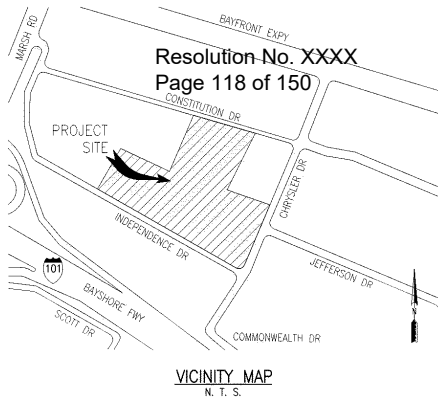 BAYFRONT EXPY
MARSH RD
Resolution No. XXXX
Page 118 of 150
CONSTITUTION DR
PROJECT
SITE
CHRYSLER DR
INDEPENDENCE DR
JEFFERSON DR
101
BAYSHORE FWY
SCOTT DR
N
COMMONWEALTH DR
VICINITY MAP
N. T. S.